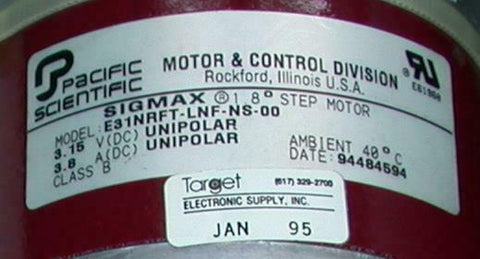 Pacific
SCIENTIFIC
MOTOR & CONTROL DIVISION
Rockford, Illinois U.S.A.
SIGMAX ® 1.8° STEP MOTOR
MODEL: E31NRFT-LNF-NS-00
3.15 V(DC) UNIPOLAR
3.8 A(DC) UNIPOLAR
CLASS B
AMBIENT 40°C
DATE: 94484594
Target
(617) 329-2700
ELECTRONIC SUPPLY, INC.
JAN 95